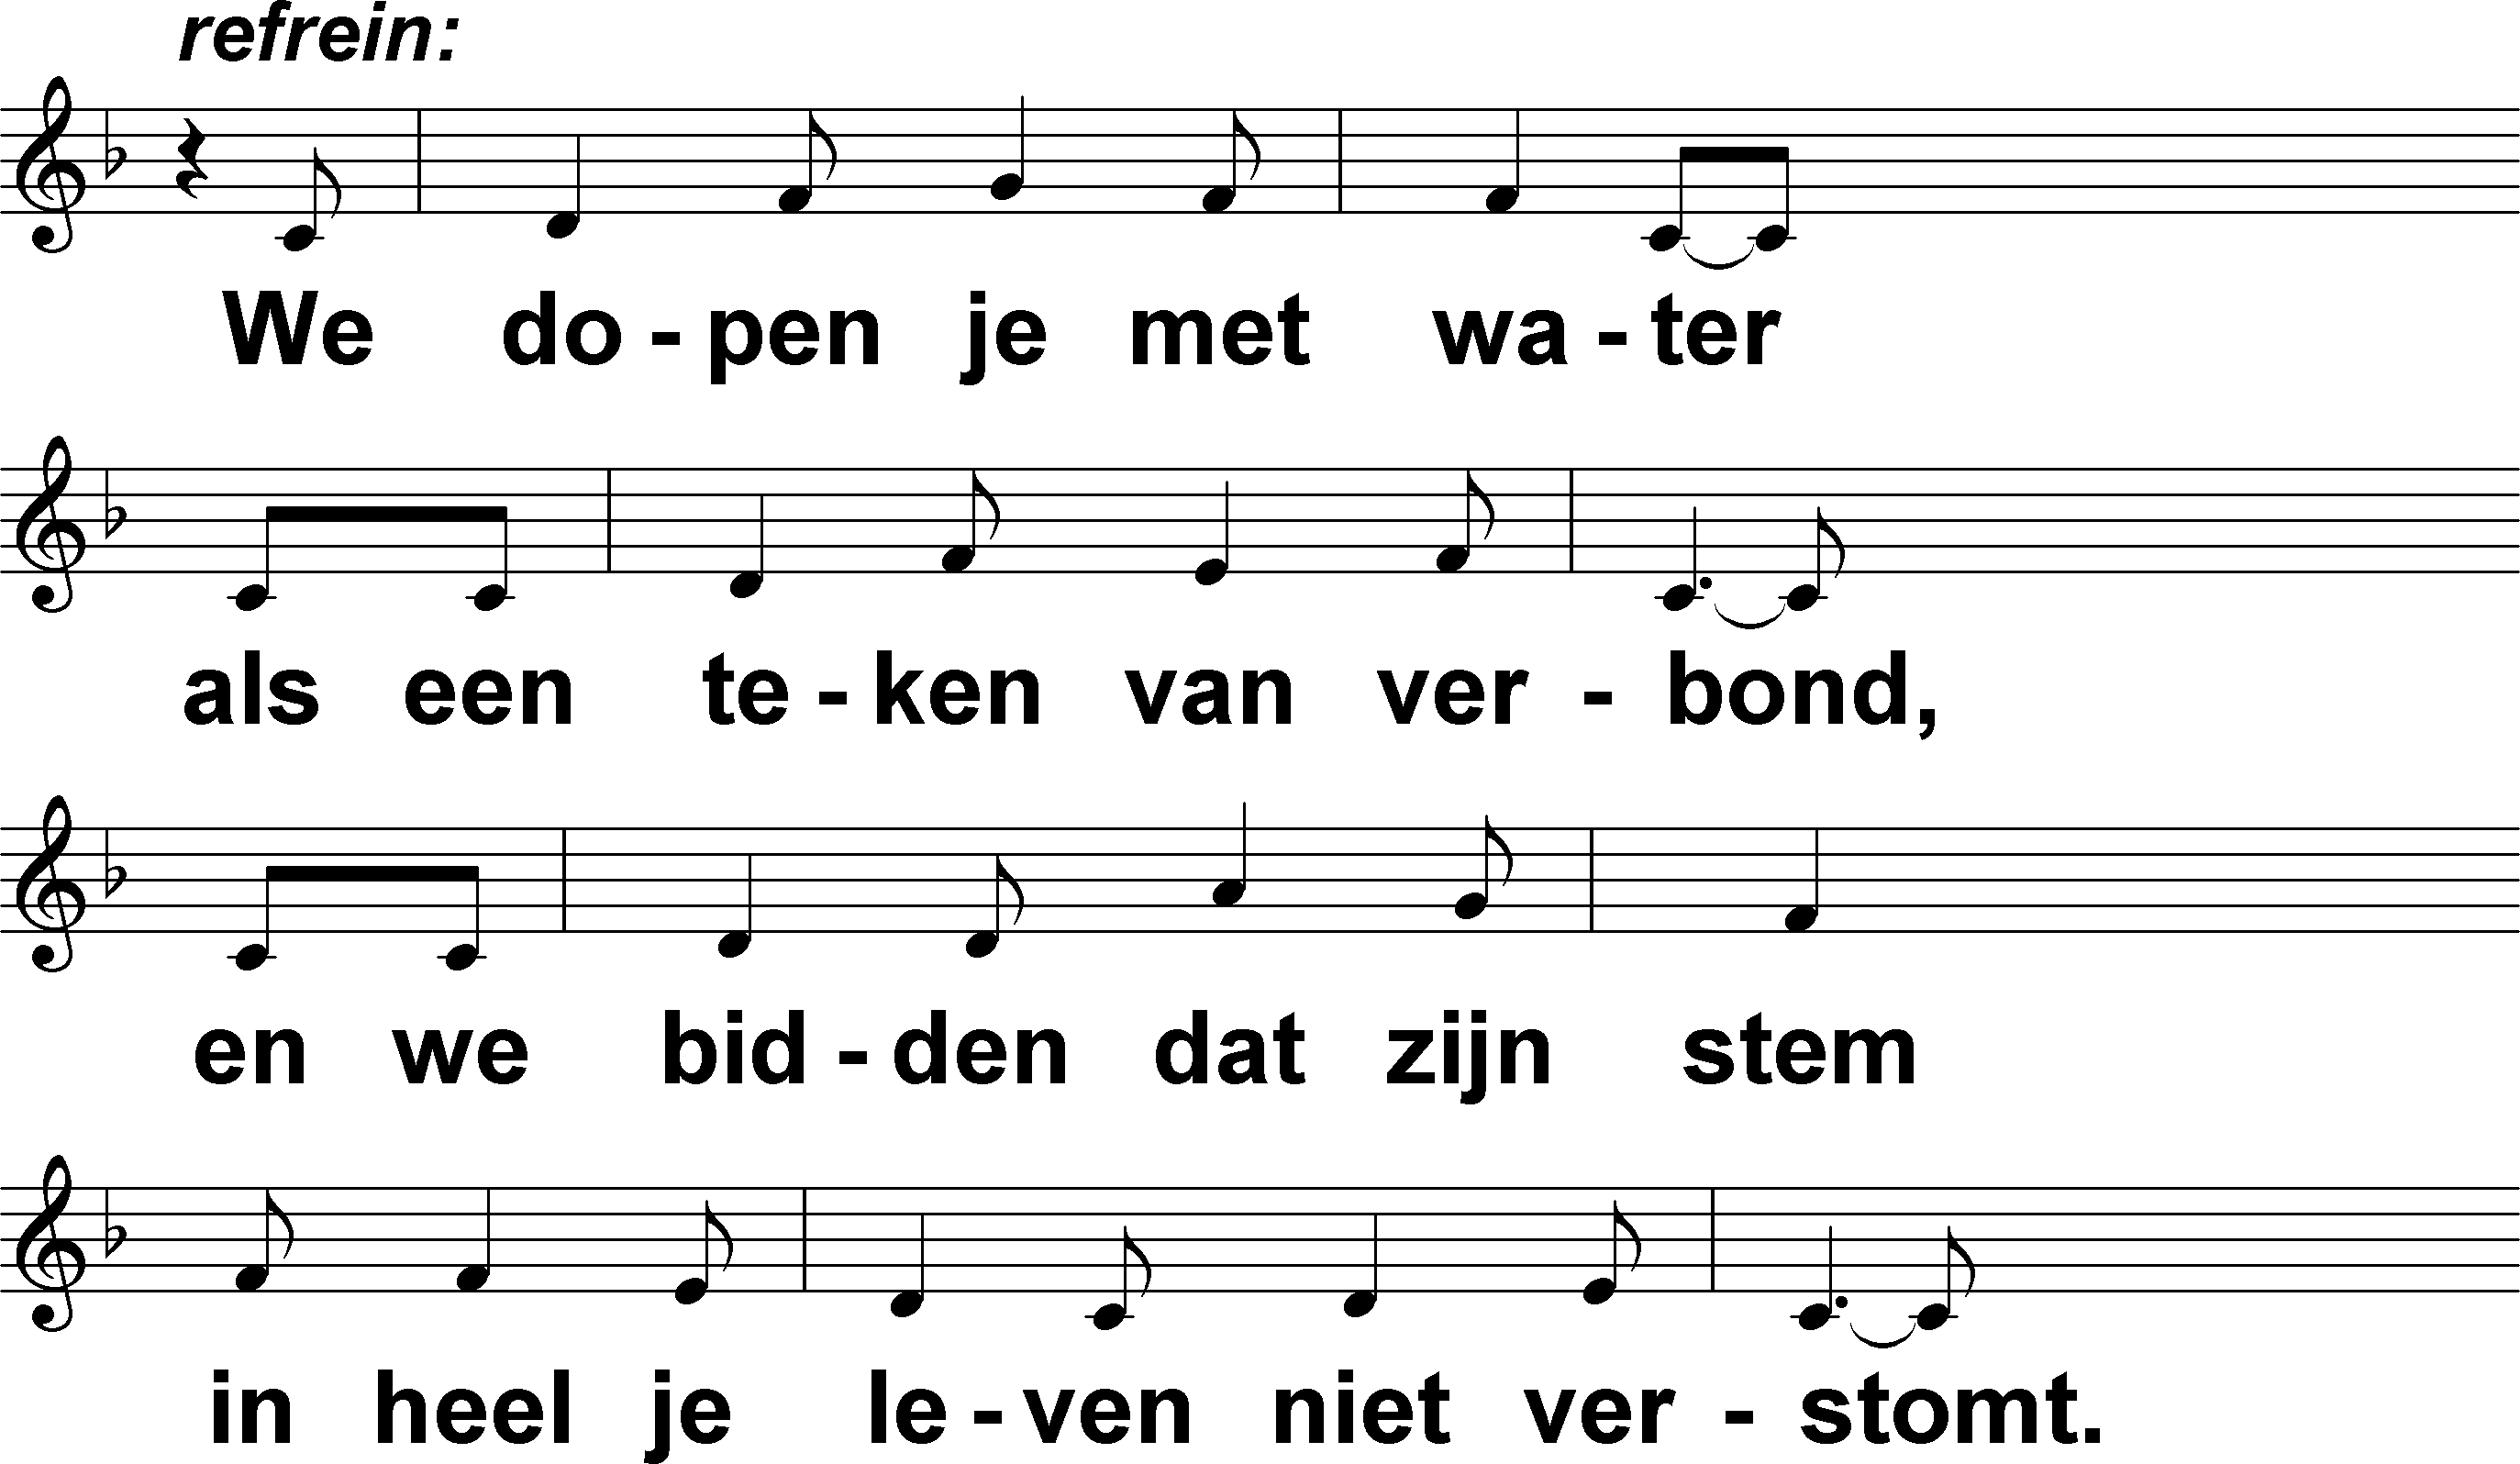 refrein:
We do - pen je met wa - ter
als een te - ken van ver - bond,
en we bid - den dat zijn stem
in heel je le - ven niet ver - stomt.